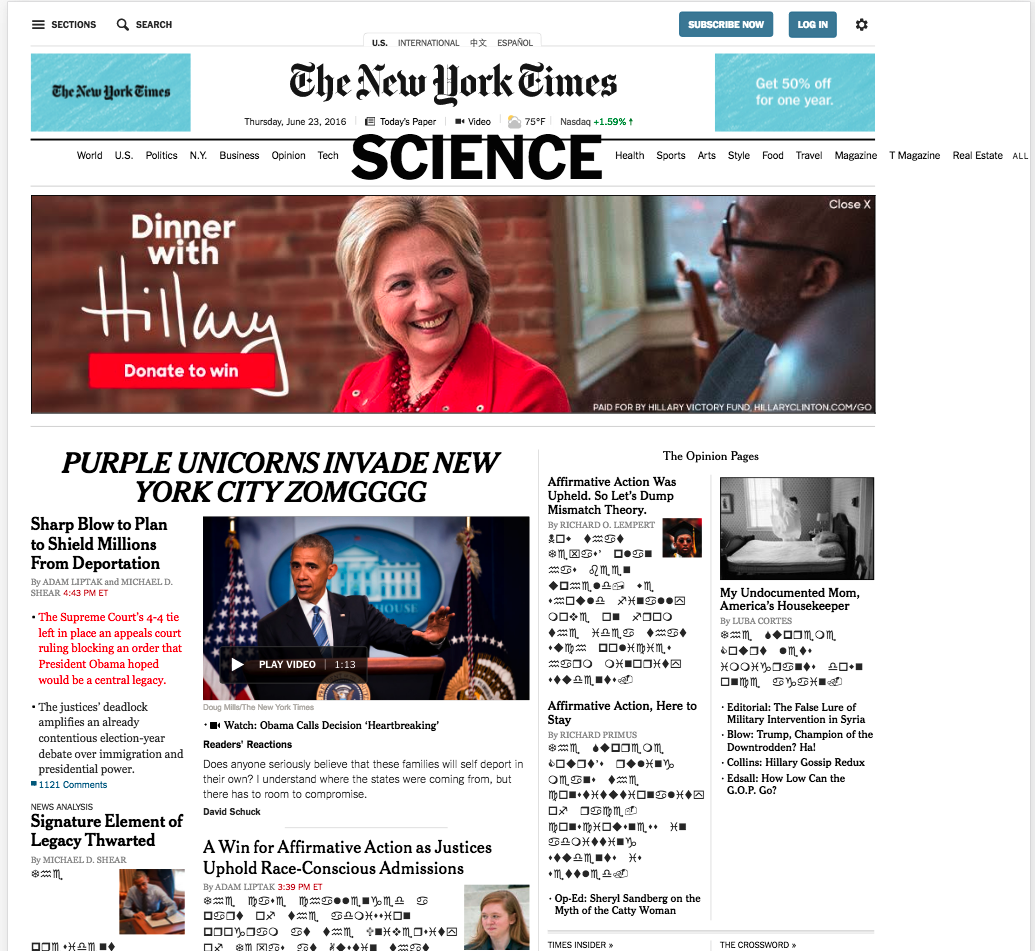 SECTIONS SEARCH SUBSCRIBE NOW LOG IN
U.S. INTERNATIONAL 中文 ESPAÑOL
The New York Times
The New York Times
Get 50% off
for one year.
Thursday, June 23, 2016 Today's Paper Video 75°F Nasdaq +1.59% ↑
World U.S. Politics N.Y. Business Opinion Tech SCIENCE Health Sports Arts Style Food Travel Magazine T Magazine Real Estate ALL
Close X
Dinner
with
Hillary
Donate to win
PAID FOR BY HILLARY VICTORY FUND, HILLARYCLINTON.COM/GO
PURPLE UNICORNS INVADE NEW
YORK CITY ZOMGGGG
Sharp Blow to Plan
to Shield Millions
From Deportation
By ADAM LIPTAK and MICHAEL D.
SHEAR 4:43 PM ET
• The Supreme Court's 4-4 tie
left in place an appeals court
ruling blocking an order that
President Obama hoped
would be a central legacy.
• The justices' deadlock
amplifies an already
contentious election-year
debate over immigration and
presidential power.
1121 Comments
NEWS ANALYSIS
Signature Element of
Legacy Thwarted
By MICHAEL D. SHEAR
WHITE HOUSE
PLAY VIDEO | 1:13
Doug Mills/The New York Times
· Watch: Obama Calls Decision ‘Heartbreaking’
Readers' Reactions
Does anyone seriously believe that these families will self deport in
their own? I understand where the states were coming from, but
there has to room to compromise.
David Schuck
A Win for Affirmative Action as Justices
Uphold Race-Conscious Admissions
By ADAM LIPTAK 3:39 PM ET
The Opinion Pages
Affirmative Action Was
Upheld. So Let's Dump
Mismatch Theory.
By RICHARD O. LEMPERT
Affirmative Action, Here to
Stay
By RICHARD PRIMUS
· Op-Ed: Sheryl Sandberg on the
Myth of the Catty Woman
My Undocumented Mom,
America's Housekeeper
By LUBA CORTES
· Editorial: The False Lure of
Military Intervention in Syria
· Blow: Trump, Champion of the
Downtrodden? Ha!
· Collins: Hillary Gossip Redux
· Edsall: How Low Can the
G.O.P. Go?
TIMES INSIDER » THE CROSSWORD »